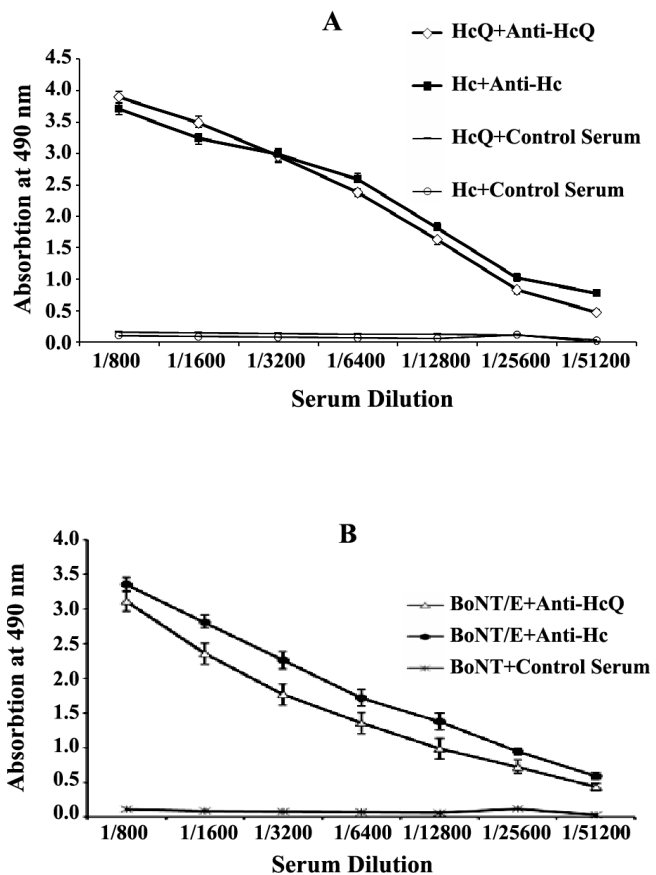 A
HcQ+Anti-HcQ
Hc+Anti-Hc
HcQ+Control Serum
Hc+Control Serum
Absorbtion at 490 nm
4.5
4.0
3.5
3.0
2.5
2.0
1.5
1.0
0.5
0.0
1/800 1/1600 1/3200 1/6400 1/12800 1/25600 1/51200
Serum Dilution
B
BoNT/E+Anti-HcQ
BoNT/E+Anti-Hc
BoNT+Control Serum
Absorbtion at 490 nm
4.0
3.5
3.0
2.5
2.0
1.5
1.0
0.5
0.0
1/800 1/1600 1/3200 1/6400 1/12800 1/25600 1/51200
Serum Dilution